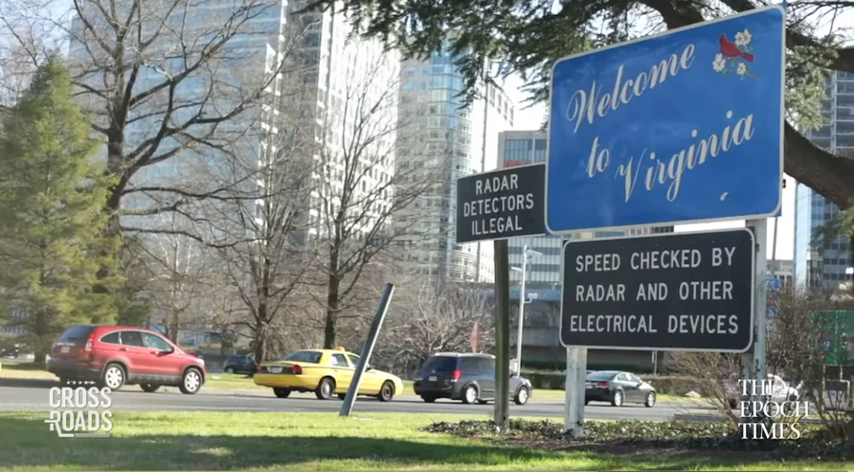 Welcome
to
Virginia
RADAR
DETECTORS
ILLEGAL
SPEED CHECKED BY
RADAR AND OTHER
ELECTRICAL DEVICES
CROSS
ROADS
THE
EPOCH
TIMES